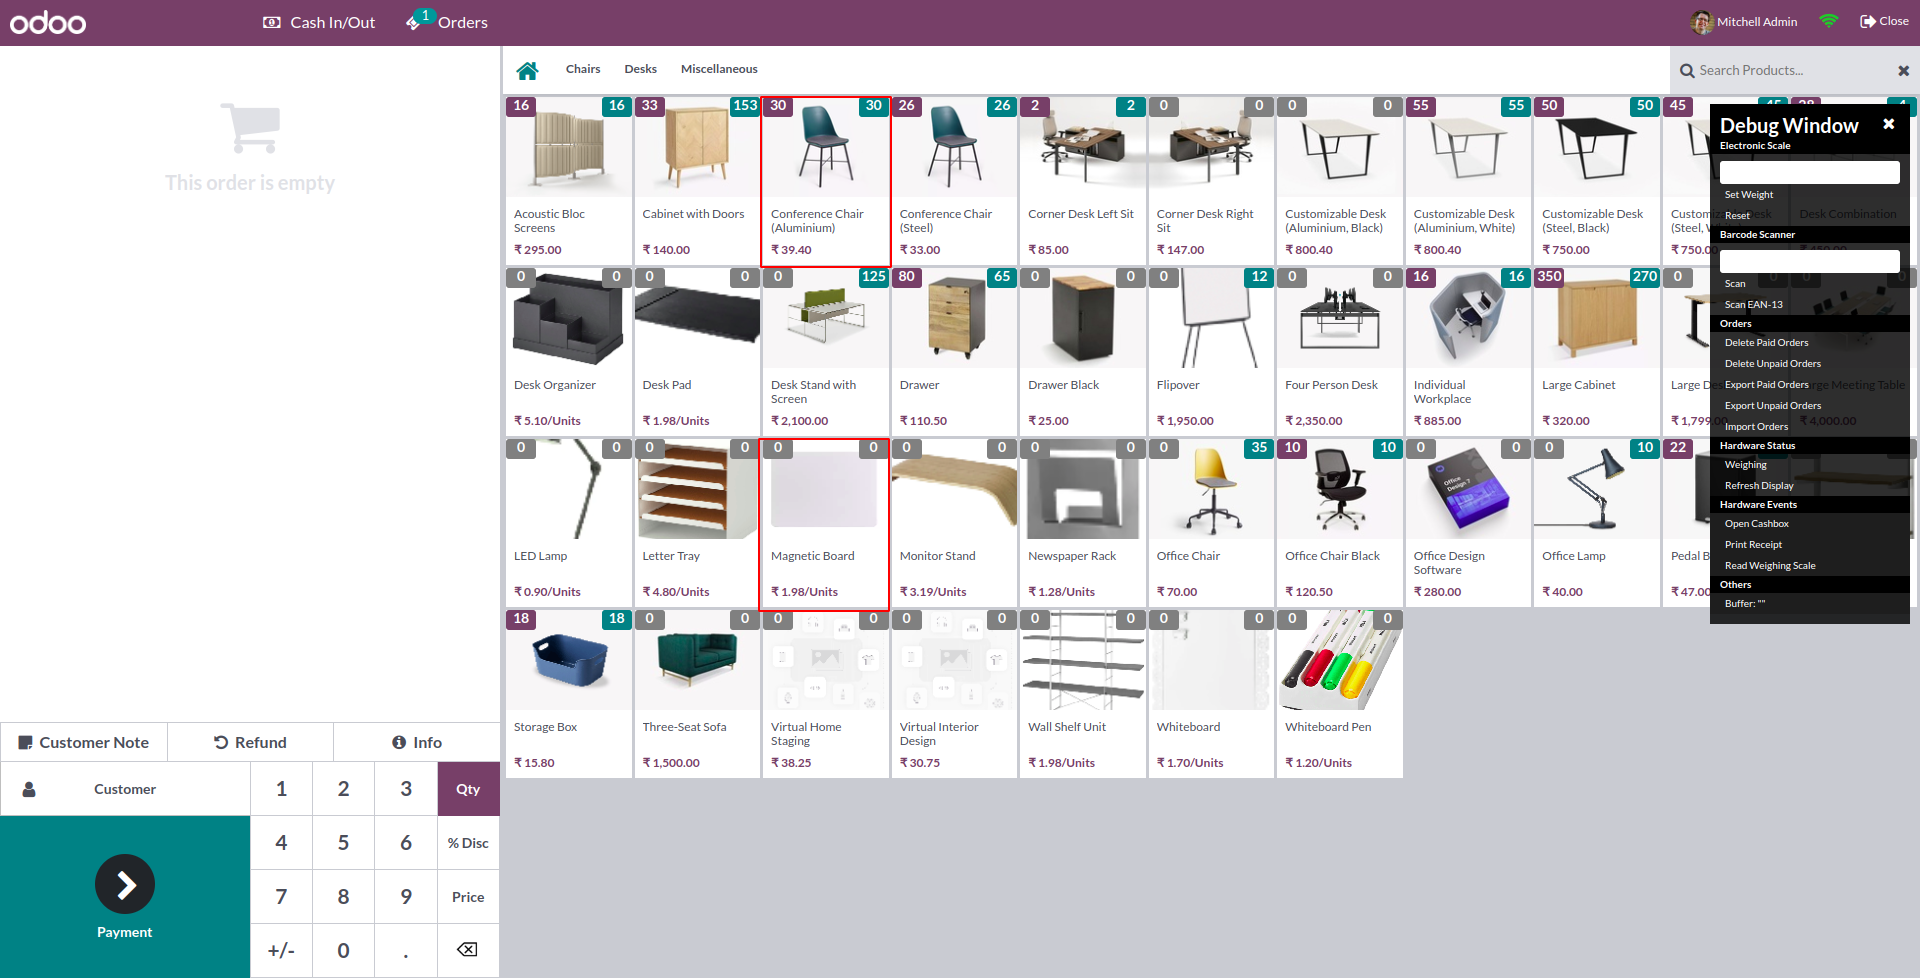 odoo
Cash In/Out
1
Orders
Mitchell Admin
Close
This order is empty
Chairs
Desks
Miscellaneous
Search Products...
16 16
Acoustic Bloc
Screens
₹ 295.00
33 153
Cabinet with Doors
₹ 140.00
30 30
Conference Chair
(Aluminium)
₹ 39.40
26 26
Conference Chair
(Steel)
₹ 33.00
2 2
Corner Desk Left Sit
₹ 85.00
0 0
Corner Desk Right
Sit
₹ 147.00
0 0
Customizable Desk
(Aluminium, Black)
₹ 800.40
55 55
Customizable Desk
(Aluminium, White)
₹ 800.40
50 50
Customizable Desk
(Steel, Black)
₹ 750.00
45
₹ 750.00
Desk Combination
0 0
Desk Organizer
₹ 5.10/Units
0 0
Desk Pad
₹ 1.98/Units
0 125
Desk Stand with
Screen
₹ 2,100.00
80 65
Drawer
₹ 110.50
0 0
Drawer Black
₹ 25.00
0 12
Flipover
₹ 1,950.00
0 0
Four Person Desk
₹ 2,350.00
16 16
Individual
Workplace
₹ 885.00
350 270
Large Cabinet
₹ 320.00
0
₹ 4,000.00
0 0
LED Lamp
₹ 0.90/Units
0 0
Letter Tray
₹ 4.80/Units
0 0
Magnetic Board
₹ 1.98/Units
0 0
Monitor Stand
₹ 3.19/Units
0 0
Newspaper Rack
₹ 1.28/Units
0 35
Office Chair
₹ 70.00
10 10
Office Chair Black
₹ 120.50
0 0
Office
Design 7
Office Design
Software
₹ 280.00
0 10
Office Lamp
₹ 40.00
22
Pedal B
₹ 47.00
18 18
Storage Box
₹ 15.80
0 0
Three-Seat Sofa
₹ 1,500.00
0 0
Virtual Home
Staging
₹ 38.25
0 0
Virtual Interior
Design
₹ 30.75
0 0
Wall Shelf Unit
₹ 1.98/Units
0 0
Whiteboard
₹ 1.70/Units
0 0
Whiteboard Pen
₹ 1.20/Units
Debug Window
Electronic Scale
Set Weight
Reset
Barcode Scanner
Scan
Scan EAN-13
Orders
Delete Paid Orders
Delete Unpaid Orders
Export Paid Orders
Export Unpaid Orders
Import Orders
Hardware Status
Weighing
Refresh Display
Hardware Events
Open Cashbox
Print Receipt
Read Weighing Scale
Others
Buffer: ""
Customer Note
Refund
Info
Customer
1 2 3 Qty
4 5 6 % Disc
7 8 9 Price
Payment
+/- 0 .